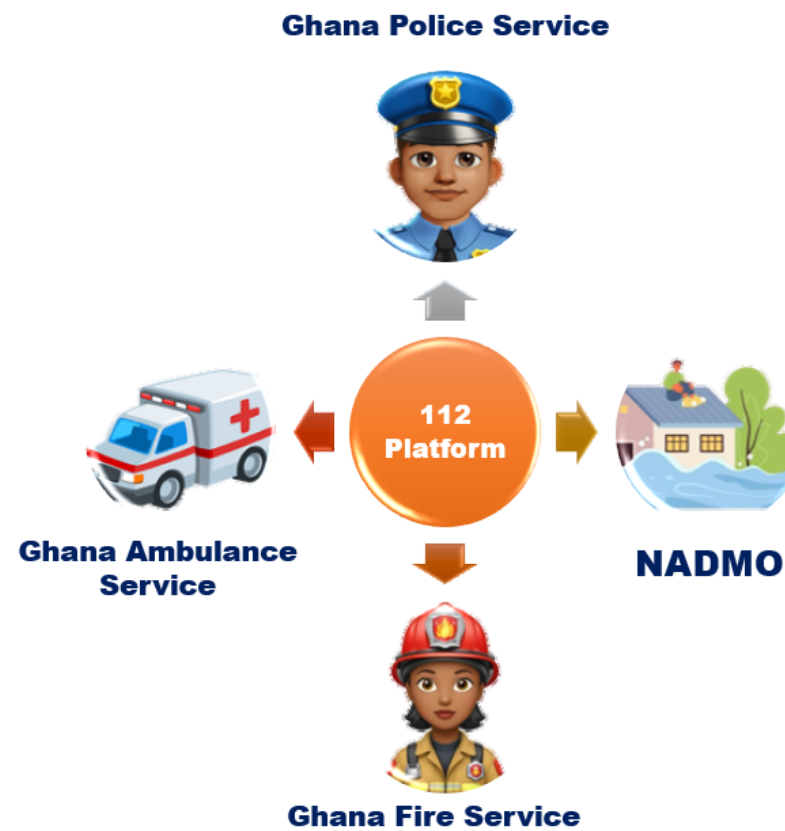 Ghana Police Service
112
Platform
Ghana Ambulance
Service
NADMO
Ghana Fire Service